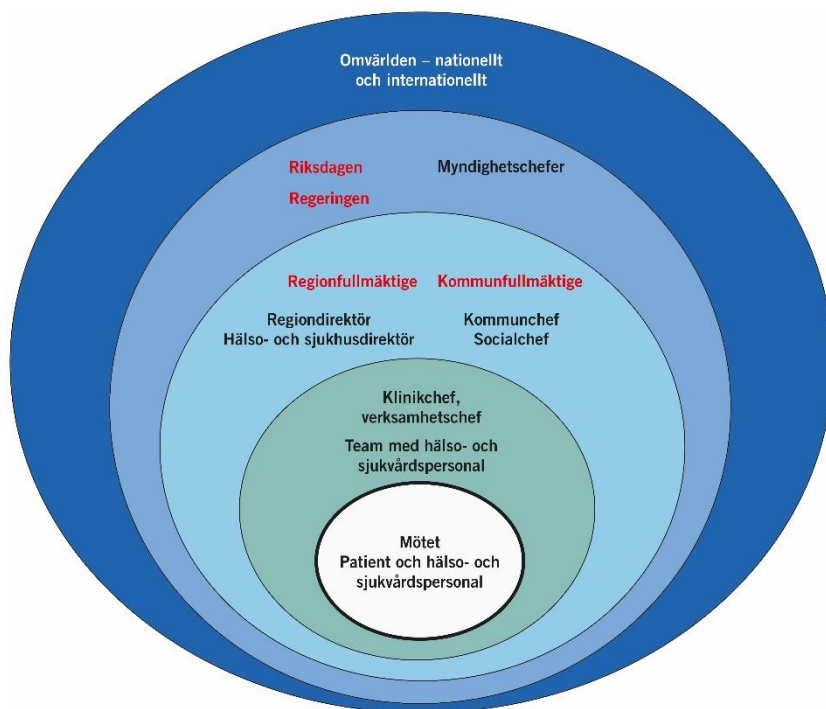 Omvärlden – nationellt
och internationellt
Riksdagen
Myndighetschefer
Regeringen
Regionfullmäktige
Kommunfullmäktige
Regiondirektör
Hälso- och sjukhusdirektör
Kommunchef
Socialchef
Klinikchef,
verksamhetschef
Team med hälso- och
sjukvårdspersonal
Mötet
Patient och hälso- och
sjukvårdspersonal